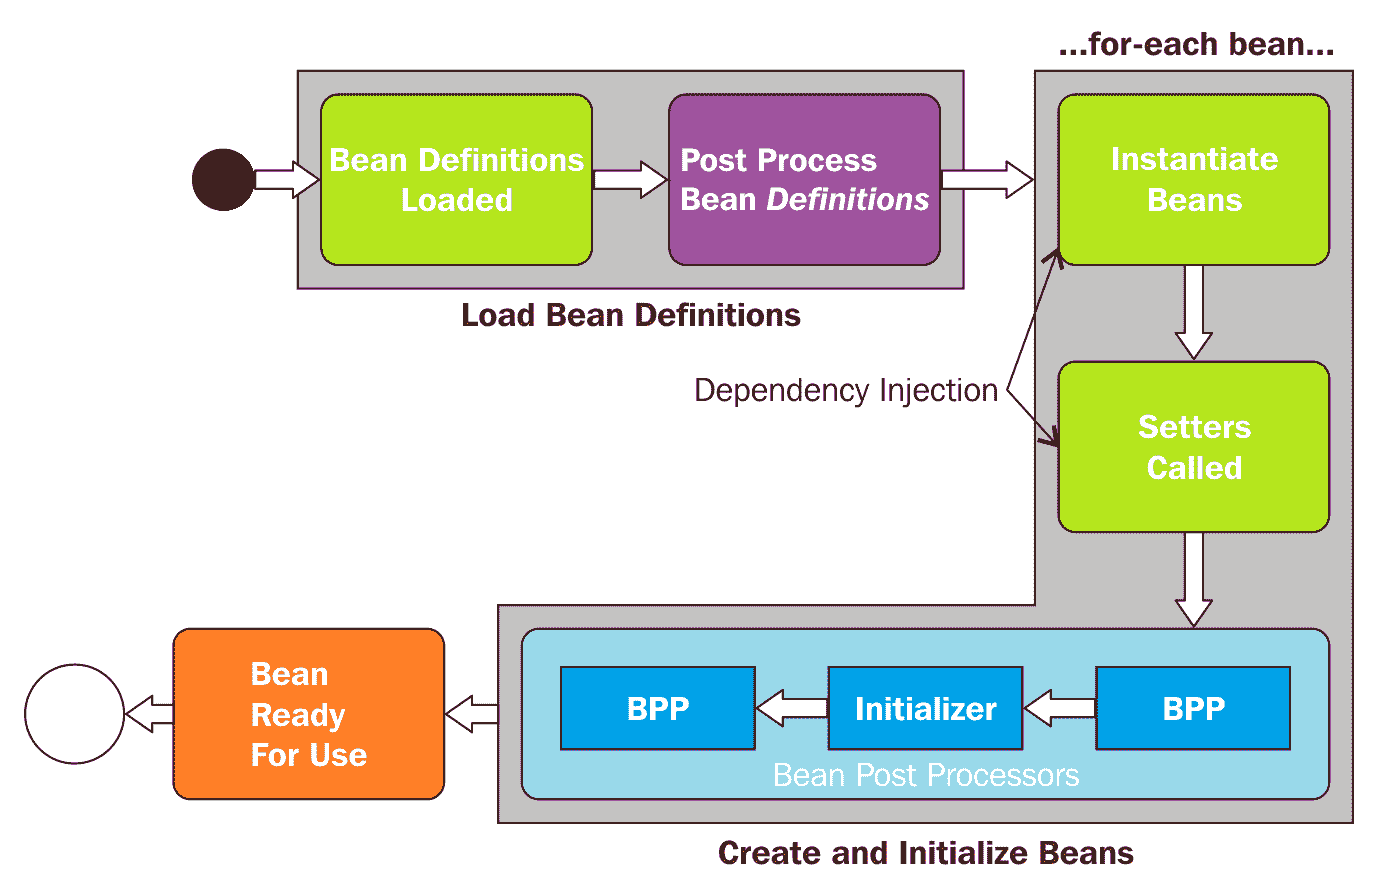 ...for-each bean...
Bean Definitions
Loaded
Post Process
Bean Definitions
Instantiate
Beans
Load Bean Definitions
Dependency Injection
Setters
Called
Bean
Ready
For Use
BPP
Initializer
BPP
Bean Post Processors
Create and Initialize Beans